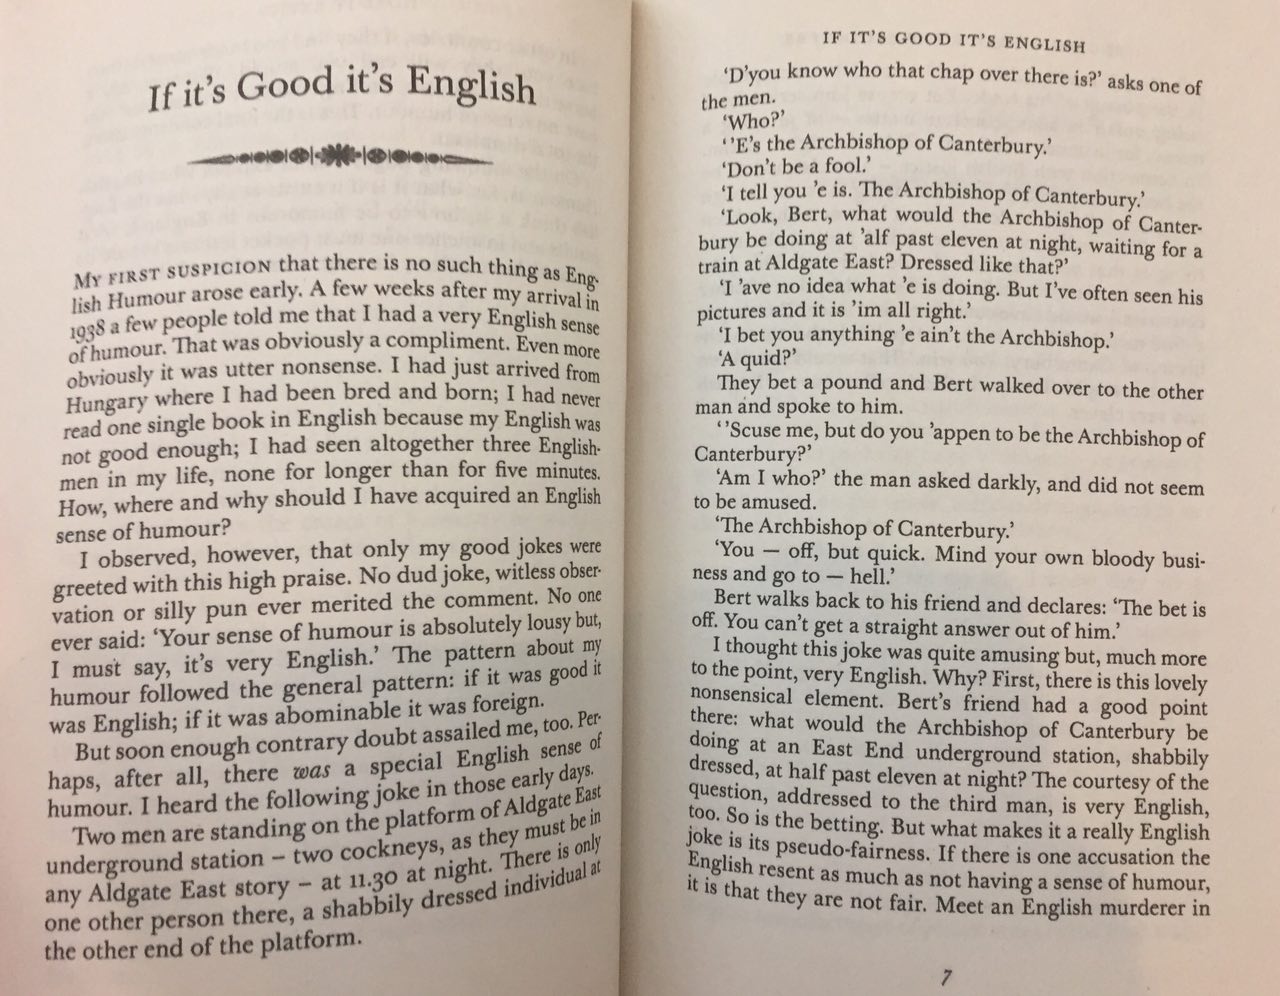 If it's Good it's English
MY FIRST SUSPICION that there is no such thing as Eng-
lish Humour arose early. A few weeks after my arrival in
1938 a few people told me that I had a very English sense
of humour. That was obviously a compliment. Even more
obviously it was utter nonsense. I had just arrived from
Hungary where I had been bred and born; I had never
read one single book in English because my English was
not good enough; I had seen altogether three English-
men in my life, none for longer than for five minutes.
How, where and why should I have acquired an English
sense of humour?
I observed, however, that only my good jokes were
greeted with this high praise. No dud joke, witless obser-
vation or silly pun ever merited the comment. No one
ever said: 'Your sense of humour is absolutely lousy but,
I must say, it's very English.' The pattern about my
humour followed the general pattern: if it was good it
was English; if it was abominable it was foreign.
But soon enough contrary doubt assailed me, too. Per-
haps, after all, there was a special English sense of
humour. I heard the following joke in those early days.
Two men are standing on the platform of Aldgate East
underground station – two cockneys, as they must be in
any Aldgate East story – at 11.30 at night. There is only
one other person there, a shabbily dressed individual at
the other end of the platform.
IF IT'S GOOD IT'S ENGLISH
'D'you know who that chap over there is?' asks one of
the men.
'Who?'
' 'E's the Archbishop of Canterbury.'
'Don't be a fool.'
'I tell you 'e is. The Archbishop of Canterbury.'
'Look, Bert, what would the Archbishop of Canter-
bury be doing at 'alf past eleven at night, waiting for a
train at Aldgate East? Dressed like that?'
'I 'ave no idea what 'e is doing. But I've often seen his
pictures and it is 'im all right.'
'I bet you anything 'e ain't the Archbishop.'
'A quid?'
They bet a pound and Bert walked over to the other
man and spoke to him.
' 'Scuse me, but do you 'appen to be the Archbishop of
Canterbury?'
'Am I who?' the man asked darkly, and did not seem
to be amused.
'The Archbishop of Canterbury.'
'You — off, but quick. Mind your own bloody busi-
ness and go to — hell.'
Bert walks back to his friend and declares: 'The bet is
off. You can't get a straight answer out of him.'
I thought this joke was quite amusing but, much more
to the point, very English. Why? First, there is this lovely
nonsensical element. Bert's friend had a good point
there: what would the Archbishop of Canterbury be
doing at an East End underground station, shabbily
dressed, at half past eleven at night? The courtesy of the
question, addressed to the third man, is very English,
too. So is the betting. But what makes it a really English
joke is its pseudo-fairness. If there is one accusation the
English resent as much as not having a sense of humour,
it is that they are not fair. Meet an English murderer in
7